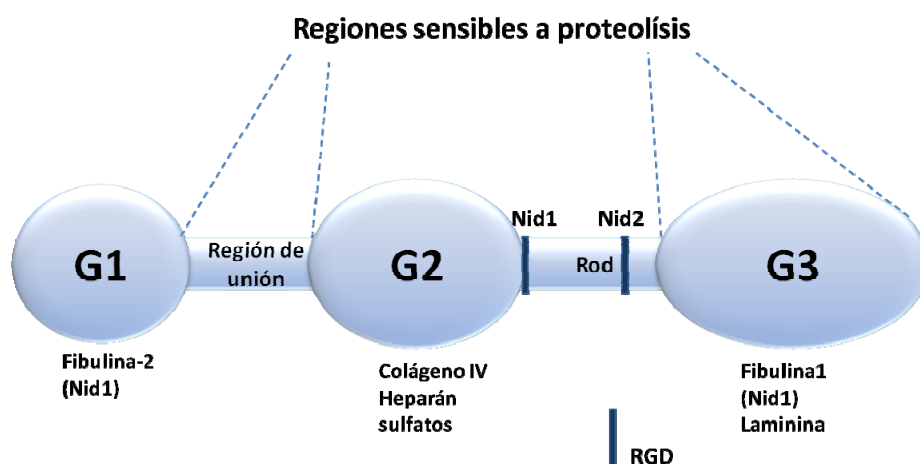 Regiones sensibles a proteolísis
Nid1
Nid2
G1
Región de
unión
G2
Rod
G3
Fibulina-2
(Nid1)
Colágeno IV
Heparán
sulfatos
Fibulina1
(Nid1)
Laminina
RGD